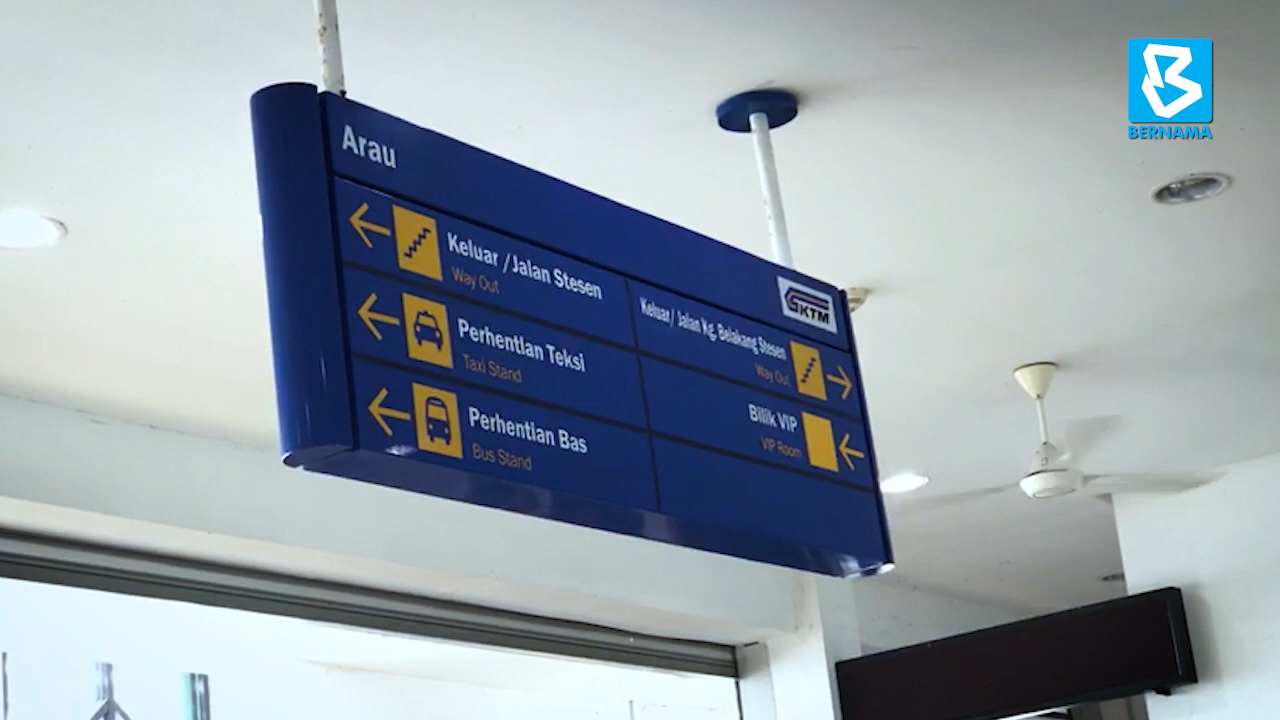 BERNAMA
Arau
Keluar /Jalan Stesen
Way Out
Perhentian Teksi
Taxi Stand
Perhentian Bas
Bus Stand
KTM
Keluar/ Jalan Kg. Belakang Stesen
Way Out
Bilik VIP
VIP Room